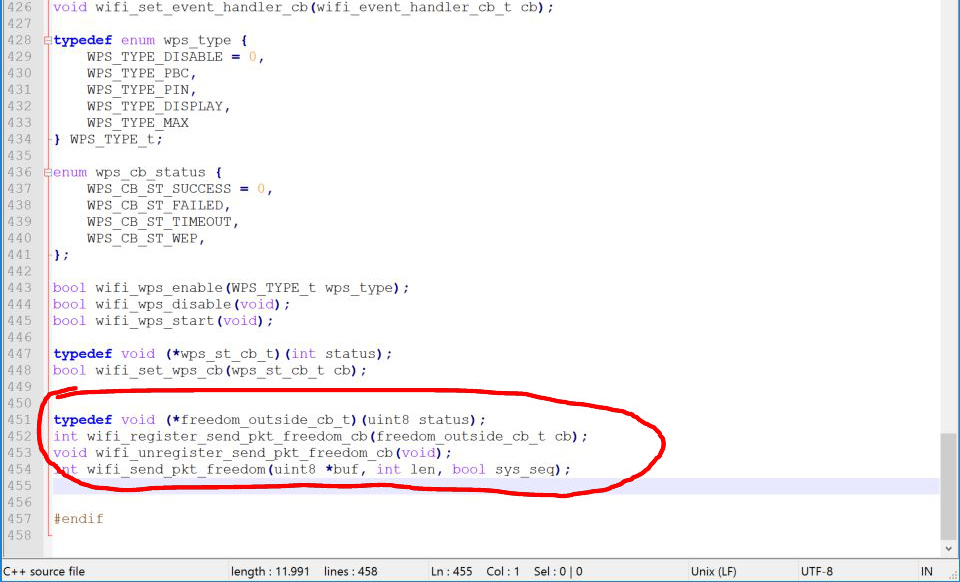 426 void wifi_set_event_handler_cb(wifi_event_handler_cb_t cb);
427
428 typedef enum wps_type {
429     WPS_TYPE_DISABLE = 0,
430     WPS_TYPE_PBC,
431     WPS_TYPE_PIN,
432     WPS_TYPE_DISPLAY,
433     WPS_TYPE_MAX
434 } WPS_TYPE_t;
435
436 enum wps_cb_status {
437     WPS_CB_ST_SUCCESS = 0,
438     WPS_CB_ST_FAILED,
439     WPS_CB_ST_TIMEOUT,
440     WPS_CB_ST_WEP,
441 };
442
443 bool wifi_wps_enable(WPS_TYPE_t wps_type);
444 bool wifi_wps_disable(void);
445 bool wifi_wps_start(void);
446
447 typedef void (*wps_st_cb_t)(int status);
448 bool wifi_set_wps_cb(wps_st_cb_t cb);
449
450
451 typedef void (*freedom_outside_cb_t)(uint8 status);
452 int wifi_register_send_pkt_freedom_cb(freedom_outside_cb_t cb);
453 void wifi_unregister_send_pkt_freedom_cb(void);
454 int wifi_send_pkt_freedom(uint8 *buf, int len, bool sys_seq);
455
456
457 #endif
458
C++ source file length : 11.991 lines : 458 Ln : 455 Col : 1 Sel : 0 | 0 Unix (LF) UTF-8 IN